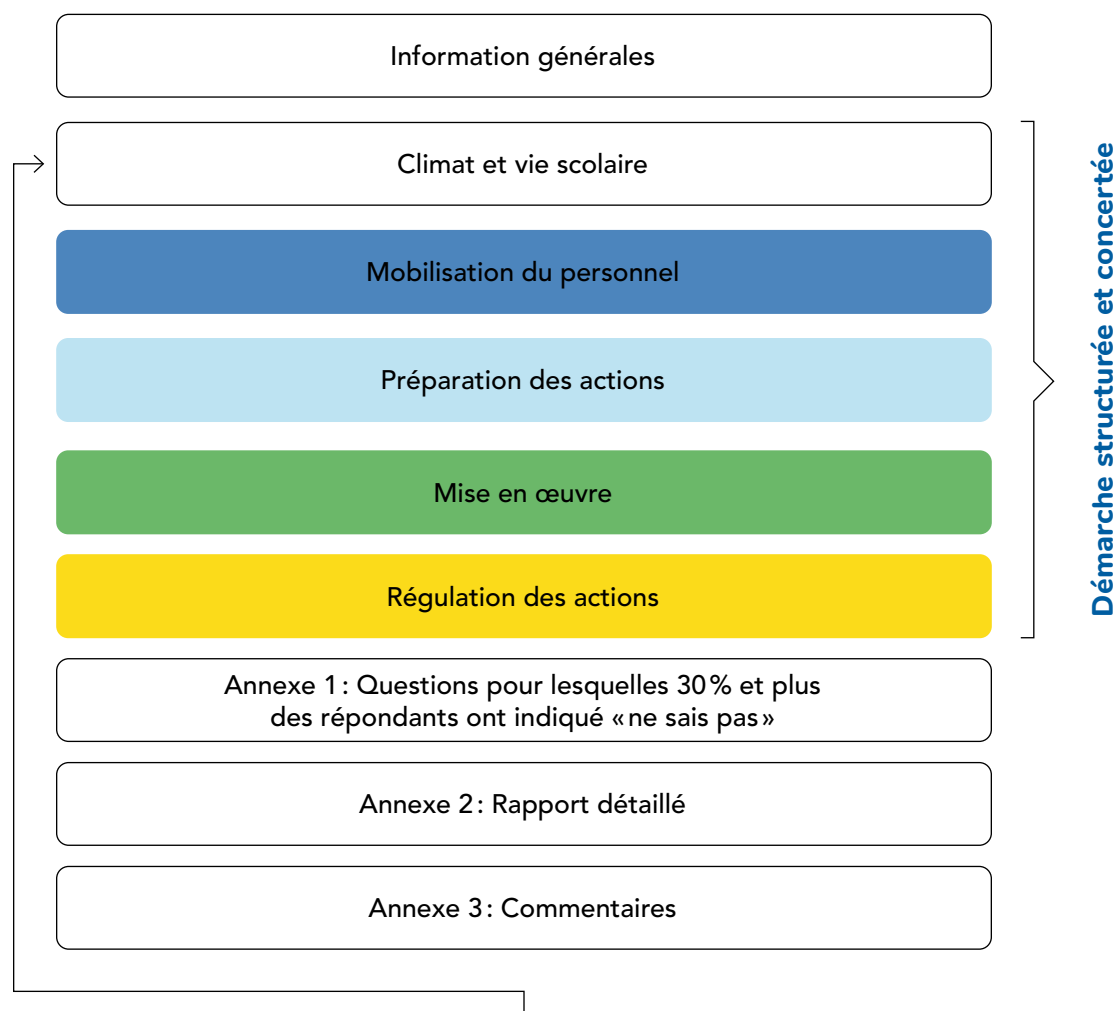 Information générales
Climat et vie scolaire
Mobilisation du personnel
Préparation des actions
Mise en œuvre
Régulation des actions
Annexe 1 : Questions pour lesquelles 30 % et plus
des répondants ont indiqué « ne sais pas »
Annexe 2 : Rapport détaillé
Annexe 3 : Commentaires
Démarche structurée et concertée